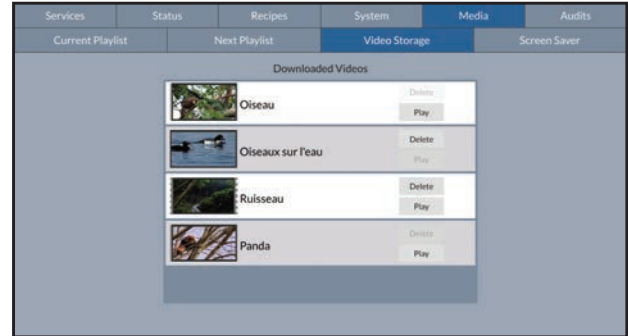 Services Status Recipes System Media Audits
Current Playlist Next Playlist Video Storage Screen Saver
Downloaded Videos
Oiseau
Delete
Play
Oiseaux sur l'eau
Delete
Play
Ruisseau
Delete
Play
Panda
Delete
Play